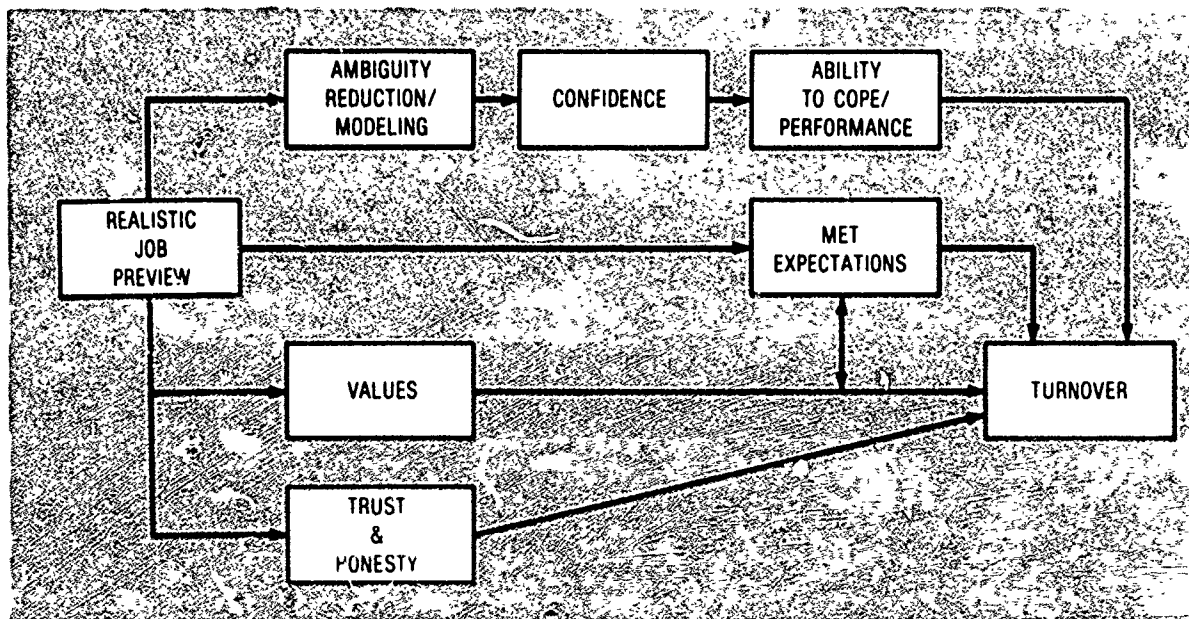 AMBIGUITY
REDUCTION/
MODELING
CONFIDENCE
ABILITY
TO COPE/
PERFORMANCE
REALISTIC
JOB
PREVIEW
MET
EXPECTATIONS
VALUES
TURNOVER
TRUST
&
HONESTY